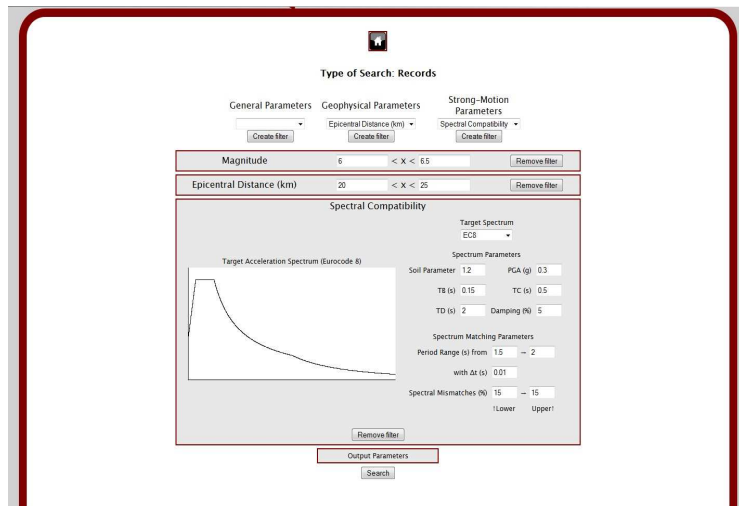 Type of Search: Records
General Parameters Geophysical Parameters Strong-Motion Parameters
Epicentral Distance (km) Spectral Compatibility
Create filter Create filter Create filter
Magnitude 6 < x < 6.5 Remove filter
Epicentral Distance (km) 20 < x < 25 Remove filter
Spectral Compatibility
Target Spectrum
EC8
Spectrum Parameters
Target Acceleration Spectrum (Eurocode 8)
Soil Parameter 1.2 PGA (g) 0.3
TB (s) 0.15 TC (s) 0.5
TD (s) 2 Damping (%) 5
Spectrum Matching Parameters
Period Range (s) from 1.5 – 2
with Δt (s) 0.01
Spectral Mismatches (%) 15 – 15
!Lower Upper!
Remove filter
Output Parameters
Search